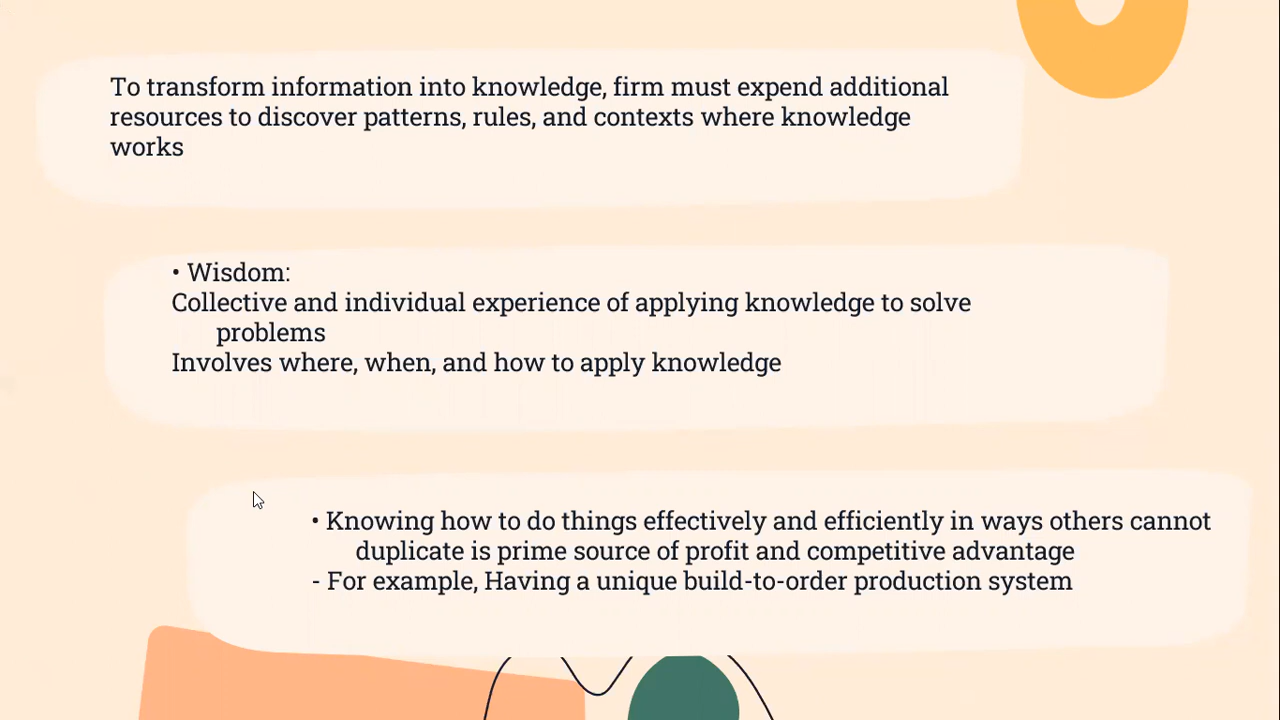 To transform information into knowledge, firm must expend additional
resources to discover patterns, rules, and contexts where knowledge
works
• Wisdom:
Collective and individual experience of applying knowledge to solve
problems
Involves where, when, and how to apply knowledge
• Knowing how to do things effectively and efficiently in ways others cannot
duplicate is prime source of profit and competitive advantage
- For example, Having a unique build-to-order production system